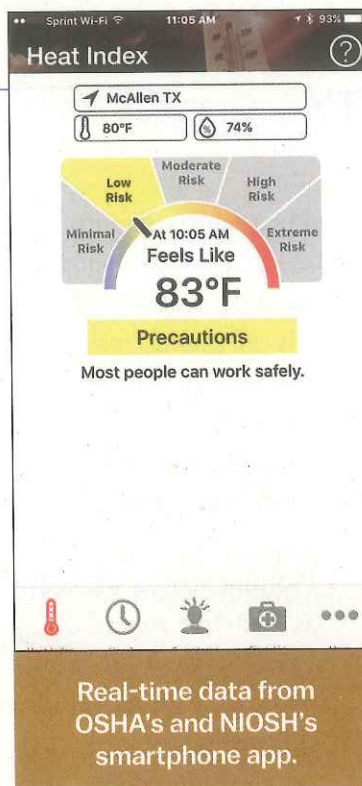 Sprint Wi-Fi 11:05 AM 93%
Heat Index ?
McAllen TX
80°F % 74%
Moderate
Risk
Low
Risk
High
Risk
Minimal
Risk
Extreme
Risk
At 10:05 AM
Feels Like
83°F
Precautions
Most people can work safely.
Real-time data from
OSHA's and NIOSH's
smartphone app.